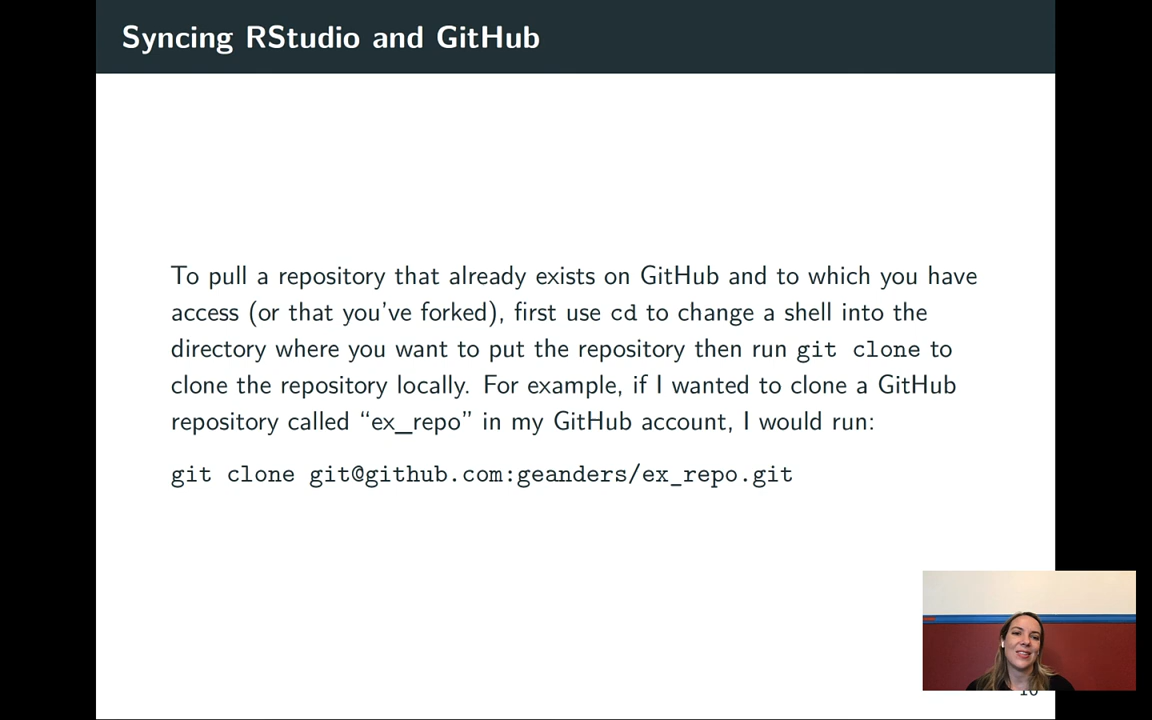 Syncing RStudio and GitHub
To pull a repository that already exists on GitHub and to which you have
access (or that you've forked), first use cd to change a shell into the
directory where you want to put the repository then run git clone to
clone the repository locally. For example, if I wanted to clone a GitHub
repository called “ex_repo” in my GitHub account, I would run:
git clone git@github.com:geanders/ex_repo.git